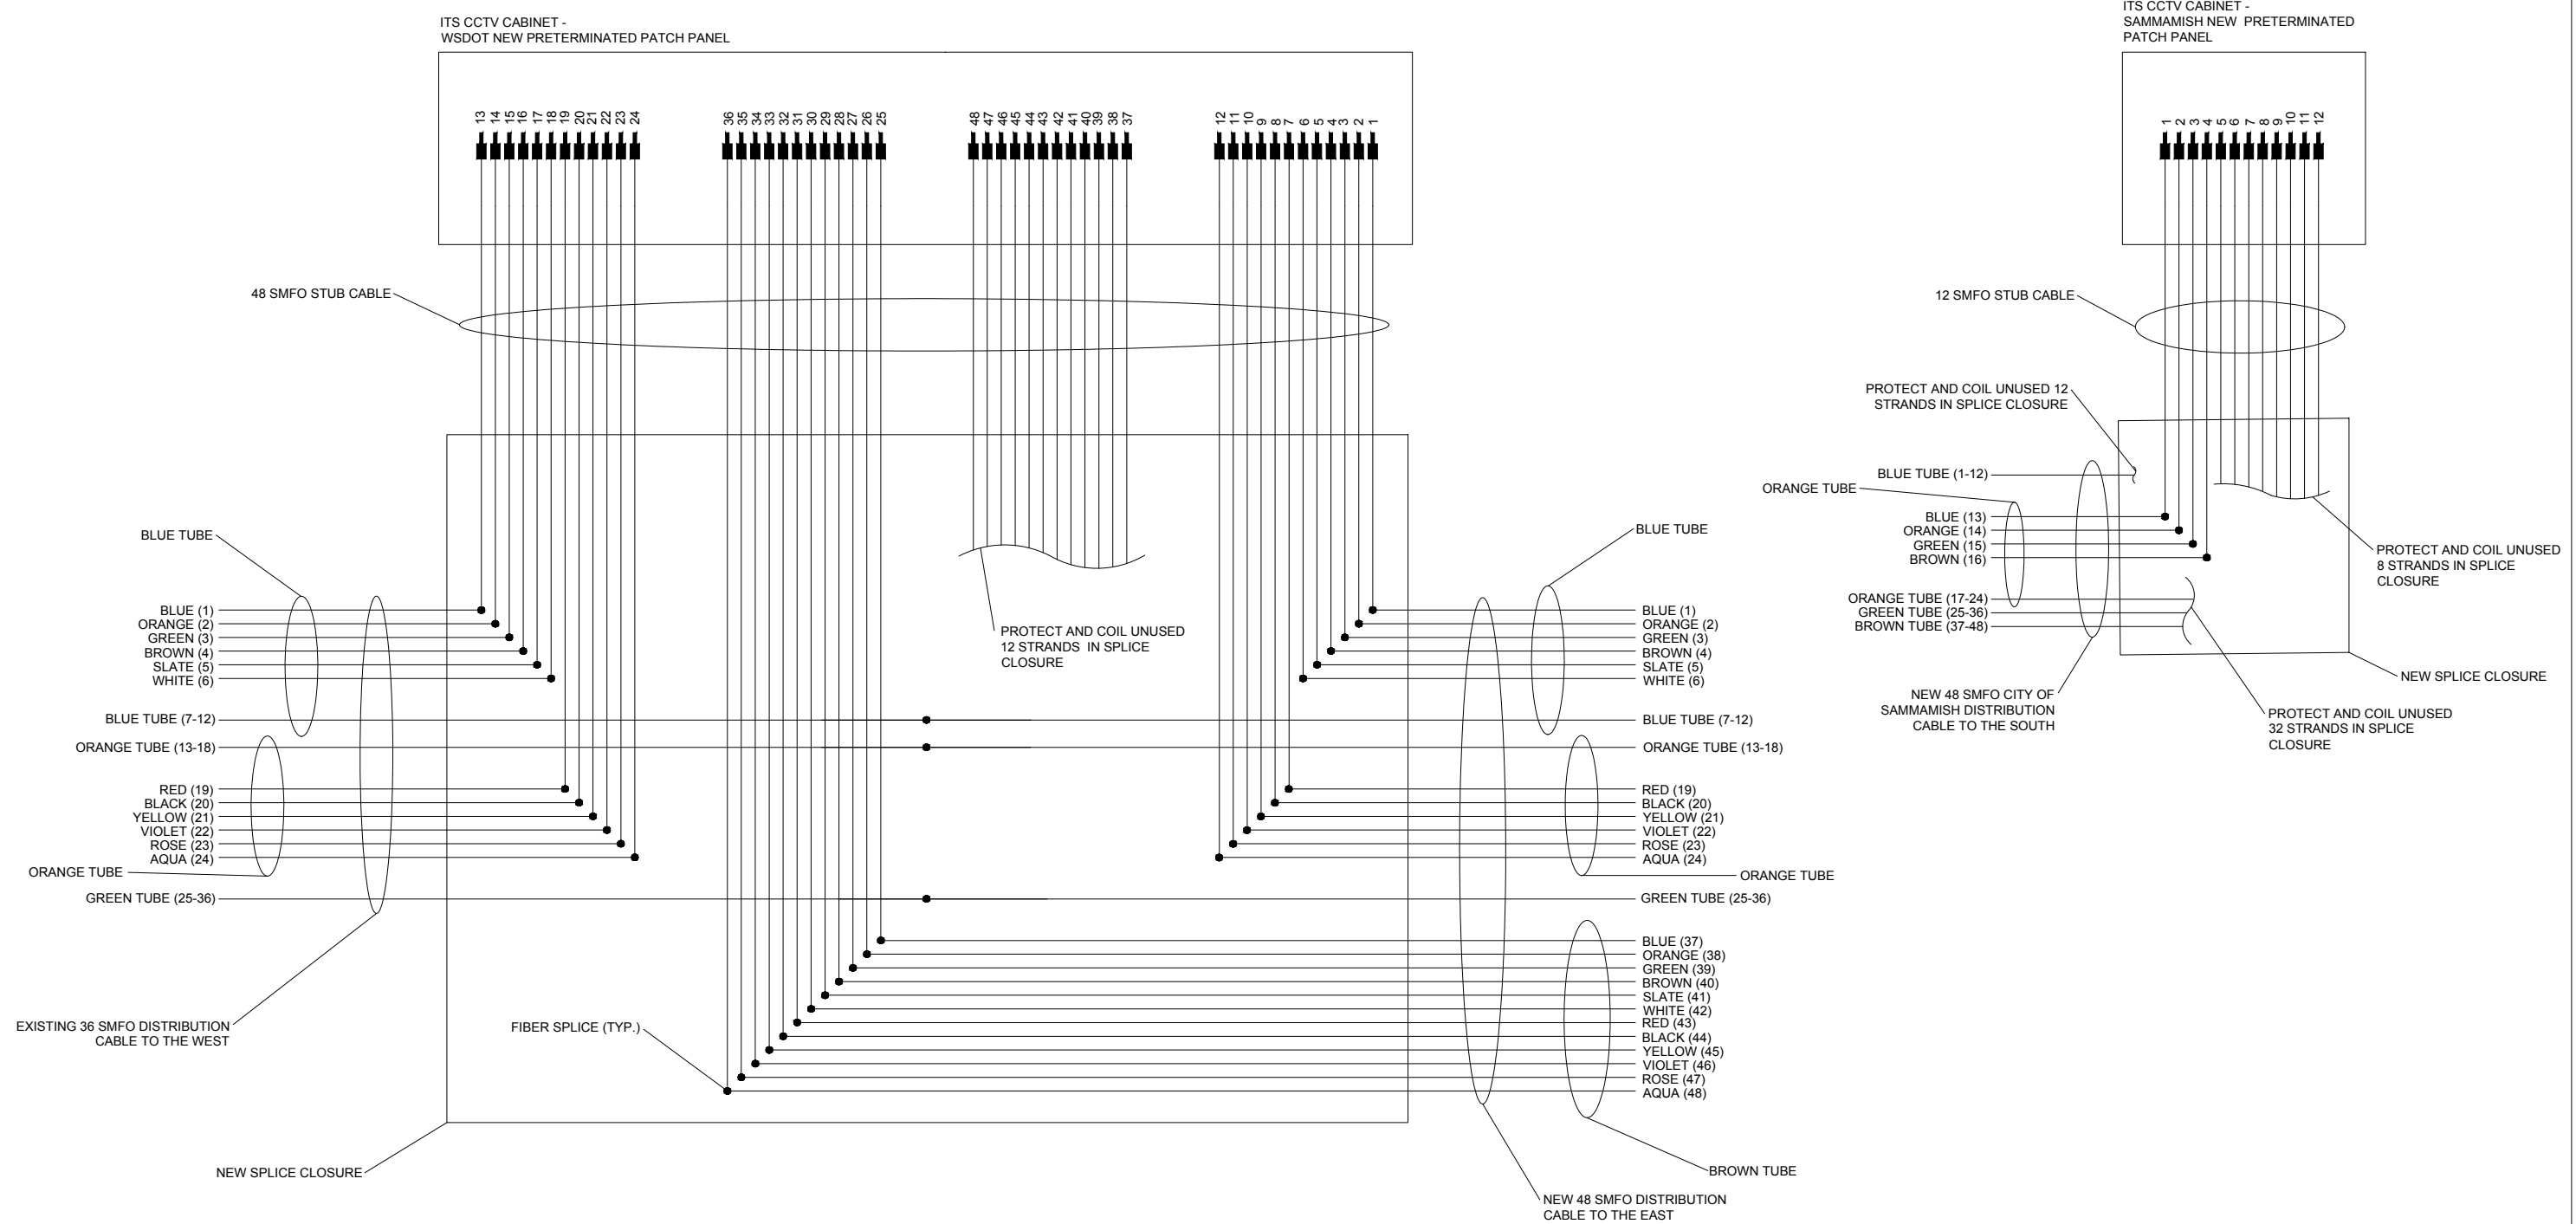 ITS CCTV CABINET -
WSDOT NEW PRETERMINATED PATCH PANEL
13 14 15 16 17 18 19 20 21 22 23 24
36 35 34 33 32 31 30 29 28 27 26 25
48 47 46 45 44 43 42 41 40 39 38 37
12 11 10 9 8 7 6 5 4 3 2 1
48 SMFO STUB CABLE
BLUE TUBE
BLUE (1)
ORANGE (2)
GREEN (3)
BROWN (4)
SLATE (5)
WHITE (6)
BLUE TUBE (7-12)
ORANGE TUBE (13-18)
RED (19)
BLACK (20)
YELLOW (21)
VIOLET (22)
ROSE (23)
AQUA (24)
ORANGE TUBE
GREEN TUBE (25-36)
EXISTING 36 SMFO DISTRIBUTION
CABLE TO THE WEST
FIBER SPLICE (TYP.)
NEW SPLICE CLOSURE
PROTECT AND COIL UNUSED
12 STRANDS IN SPLICE
CLOSURE
BLUE TUBE
BLUE (1)
ORANGE (2)
GREEN (3)
BROWN (4)
SLATE (5)
WHITE (6)
BLUE TUBE (7-12)
ORANGE TUBE (13-18)
RED (19)
BLACK (20)
YELLOW (21)
VIOLET (22)
ROSE (23)
AQUA (24)
ORANGE TUBE
GREEN TUBE (25-36)
BLUE (37)
ORANGE (38)
GREEN (39)
BROWN (40)
SLATE (41)
WHITE (42)
RED (43)
BLACK (44)
YELLOW (45)
VIOLET (46)
ROSE (47)
AQUA (48)
BROWN TUBE
NEW 48 SMFO DISTRIBUTION
CABLE TO THE EAST
ITS CCTV CABINET -
SAMMAMISH NEW PRETERMINATED
PATCH PANEL
1 2 3 4 5 6 7 8 9 10 11 12
12 SMFO STUB CABLE
PROTECT AND COIL UNUSED 12
STRANDS IN SPLICE CLOSURE
BLUE TUBE (1-12)
ORANGE TUBE
BLUE (13)
ORANGE (14)
GREEN (15)
BROWN (16)
ORANGE TUBE (17-24)
GREEN TUBE (25-36)
BROWN TUBE (37-48)
PROTECT AND COIL UNUSED
8 STRANDS IN SPLICE
CLOSURE
NEW SPLICE CLOSURE
NEW 48 SMFO CITY OF
SAMMAMISH DISTRIBUTION
CABLE TO THE SOUTH
PROTECT AND COIL UNUSED
32 STRANDS IN SPLICE
CLOSURE